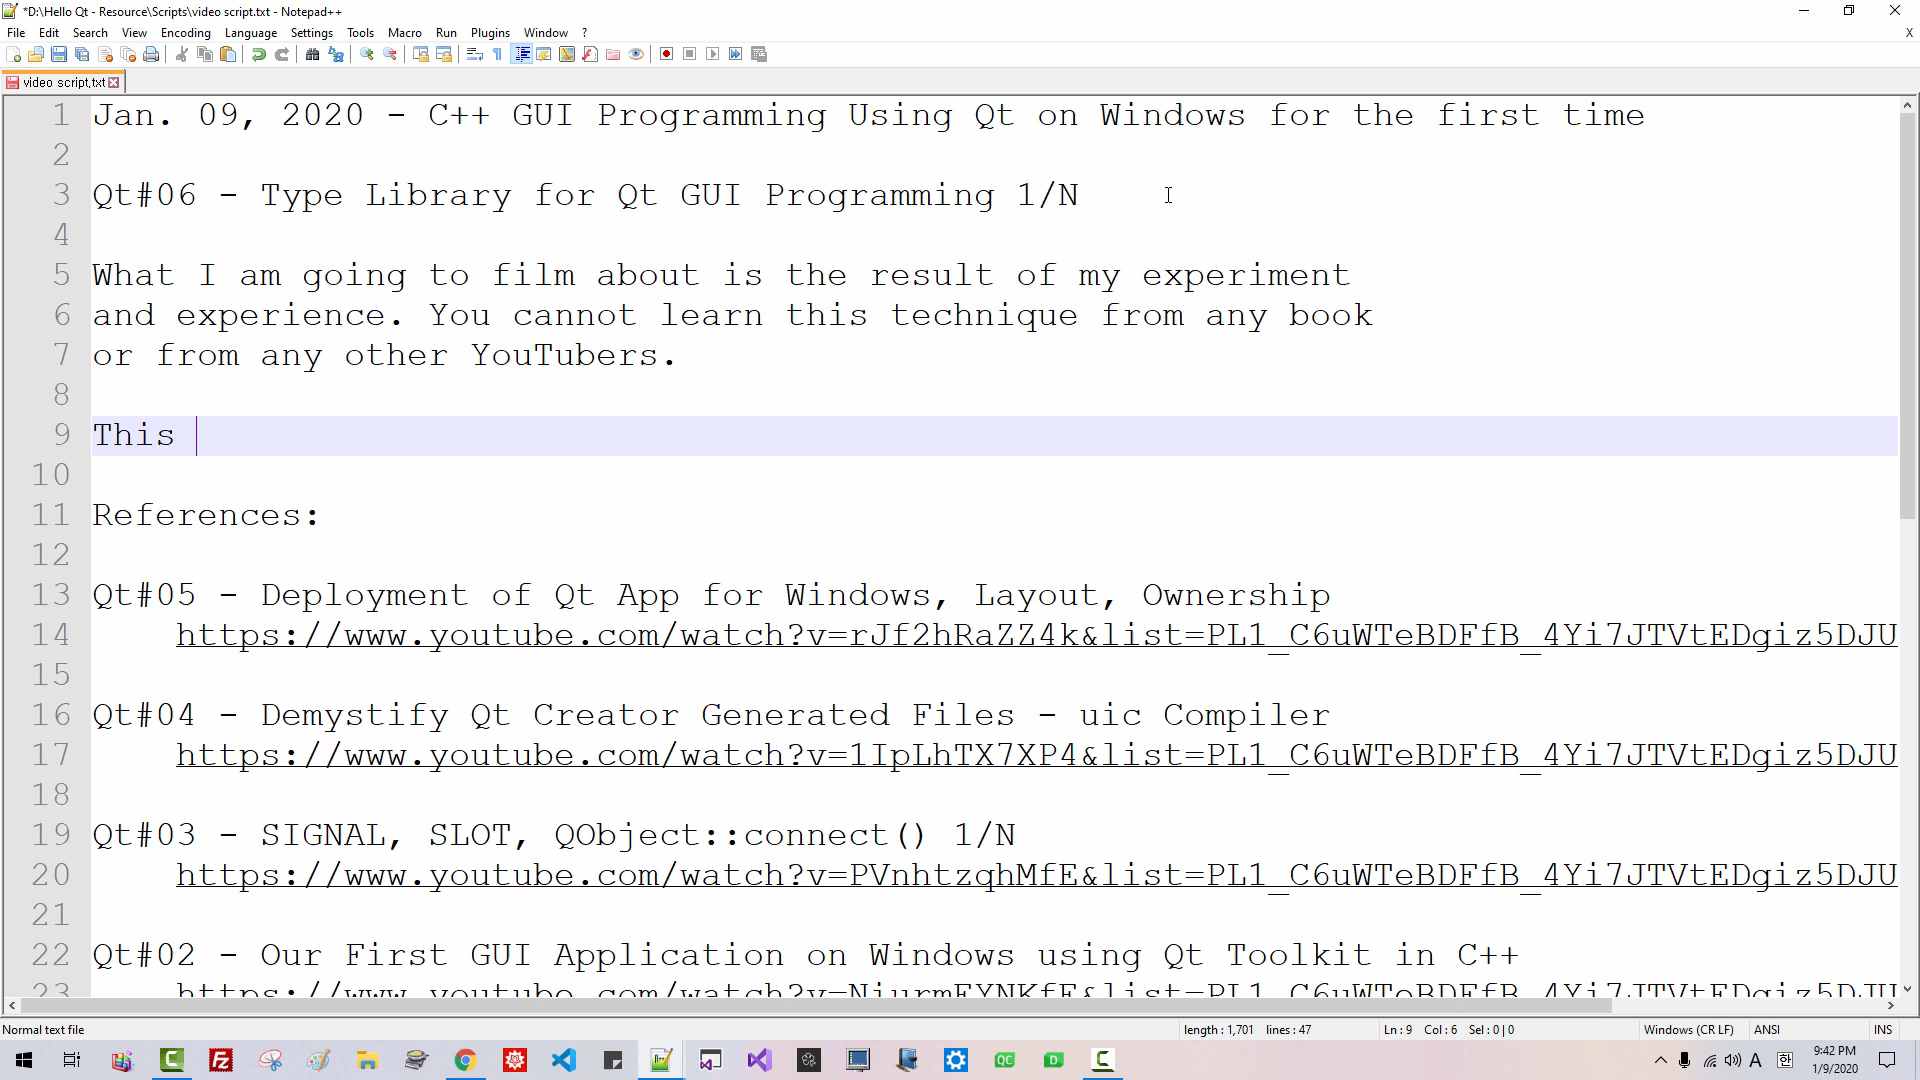 *D:\Hello Qt - Resource\Scripts\video script.txt - Notepad++
File Edit Search View Encoding Language Settings Tools Macro Run Plugins Window ? X
video script.txt
1 Jan. 09, 2020 - C++ GUI Programming Using Qt on Windows for the first time
2
3 Qt#06 - Type Library for Qt GUI Programming 1/N
4
5 What I am going to film about is the result of my experiment
6 and experience. You cannot learn this technique from any book
7 or from any other YouTubers.
8
9 This
10
11 References:
12
13 Qt#05 - Deployment of Qt App for Windows, Layout, Ownership
14 https://www.youtube.com/watch?v=rJf2hRaZZ4k&list=PL1_C6uWTeBDFfB_4Yi7JTVtEDgiz5DJU
15
16 Qt#04 - Demystify Qt Creator Generated Files - uic Compiler
17 https://www.youtube.com/watch?v=1IpLhTX7XP4&list=PL1_C6uWTeBDFfB_4Yi7JTVtEDgiz5DJU
18
19 Qt#03 - SIGNAL, SLOT, QObject::connect() 1/N
20 https://www.youtube.com/watch?v=PVnhtzqhMfE&list=PL1_C6uWTeBDFfB_4Yi7JTVtEDgiz5DJU
21
22 Qt#02 - Our First GUI Application on Windows using Qt Toolkit in C++
23
Normal text file length : 1,701 lines : 47 Ln : 9 Col : 6 Sel : 0 | 0 Windows (CR LF) ANSI INS
QC D A 한 9:42 PM
1/9/2020